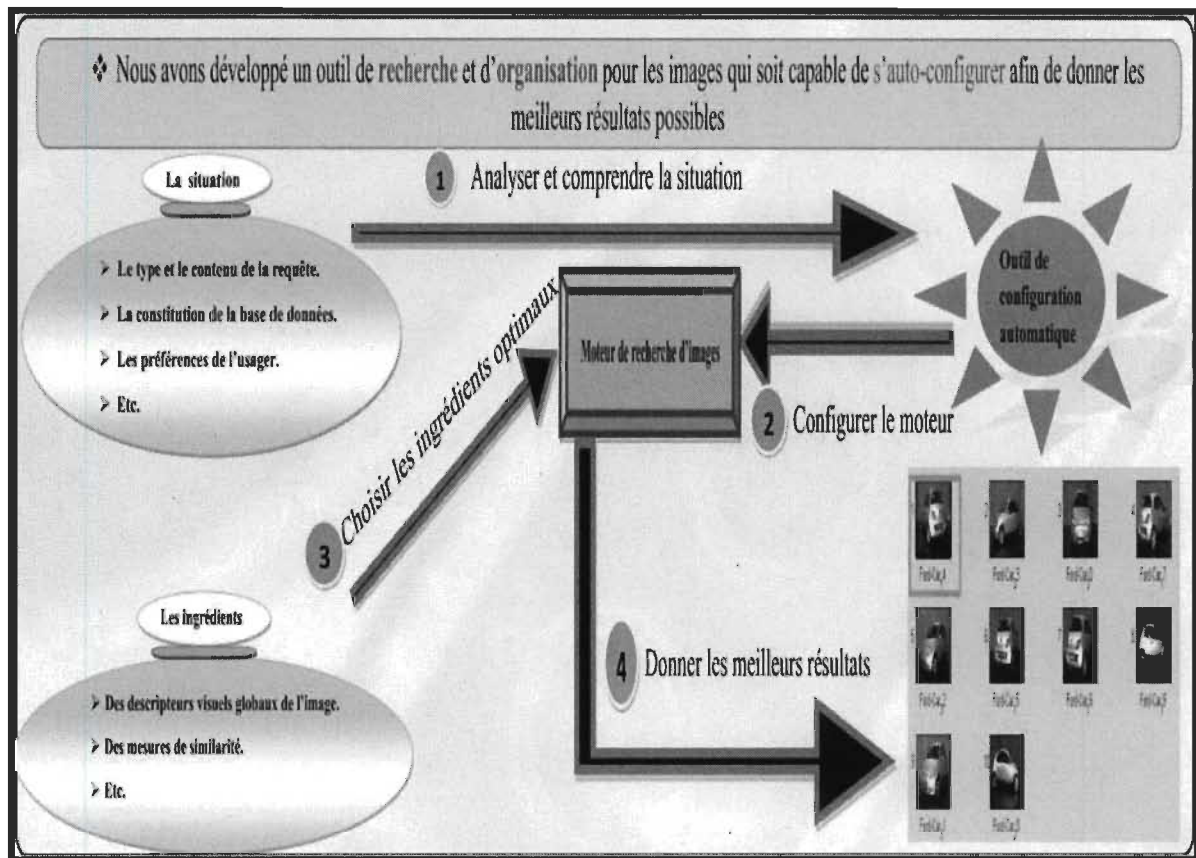 ❖ Nous avons développé un outil de recherche et d'organisation pour les images qui soit capable de s'auto-configurer afin de donner les
meilleurs résultats possibles
La situation
➢ Le type et le contenu de la requête.
➢ La constitution de la base de données.
➢ Les préférences de l'usager.
➢ Etc.
1 Analyser et comprendre la situation
Outil de
configuration
automatique
Moteur de recherche d'images
2 Configurer le moteur
3 Choisir les ingrédients optimaux
Les ingrédients
➢ Des descripteurs visuels globaux de l'image.
➢ Des mesures de similarité.
➢ Etc.
4 Donner les meilleurs résultats